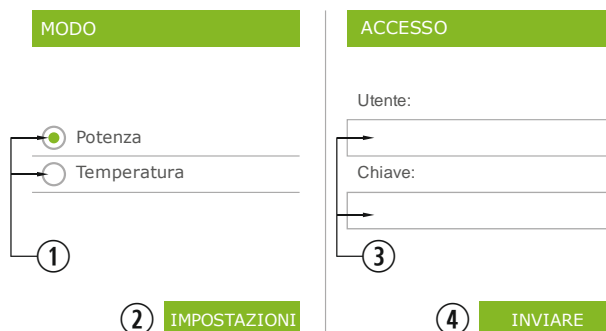 MODO
Potenza
Temperatura
1
2 IMPOSTAZIONI
ACCESSO
Utente:
Chiave:
3
4 INVIARE